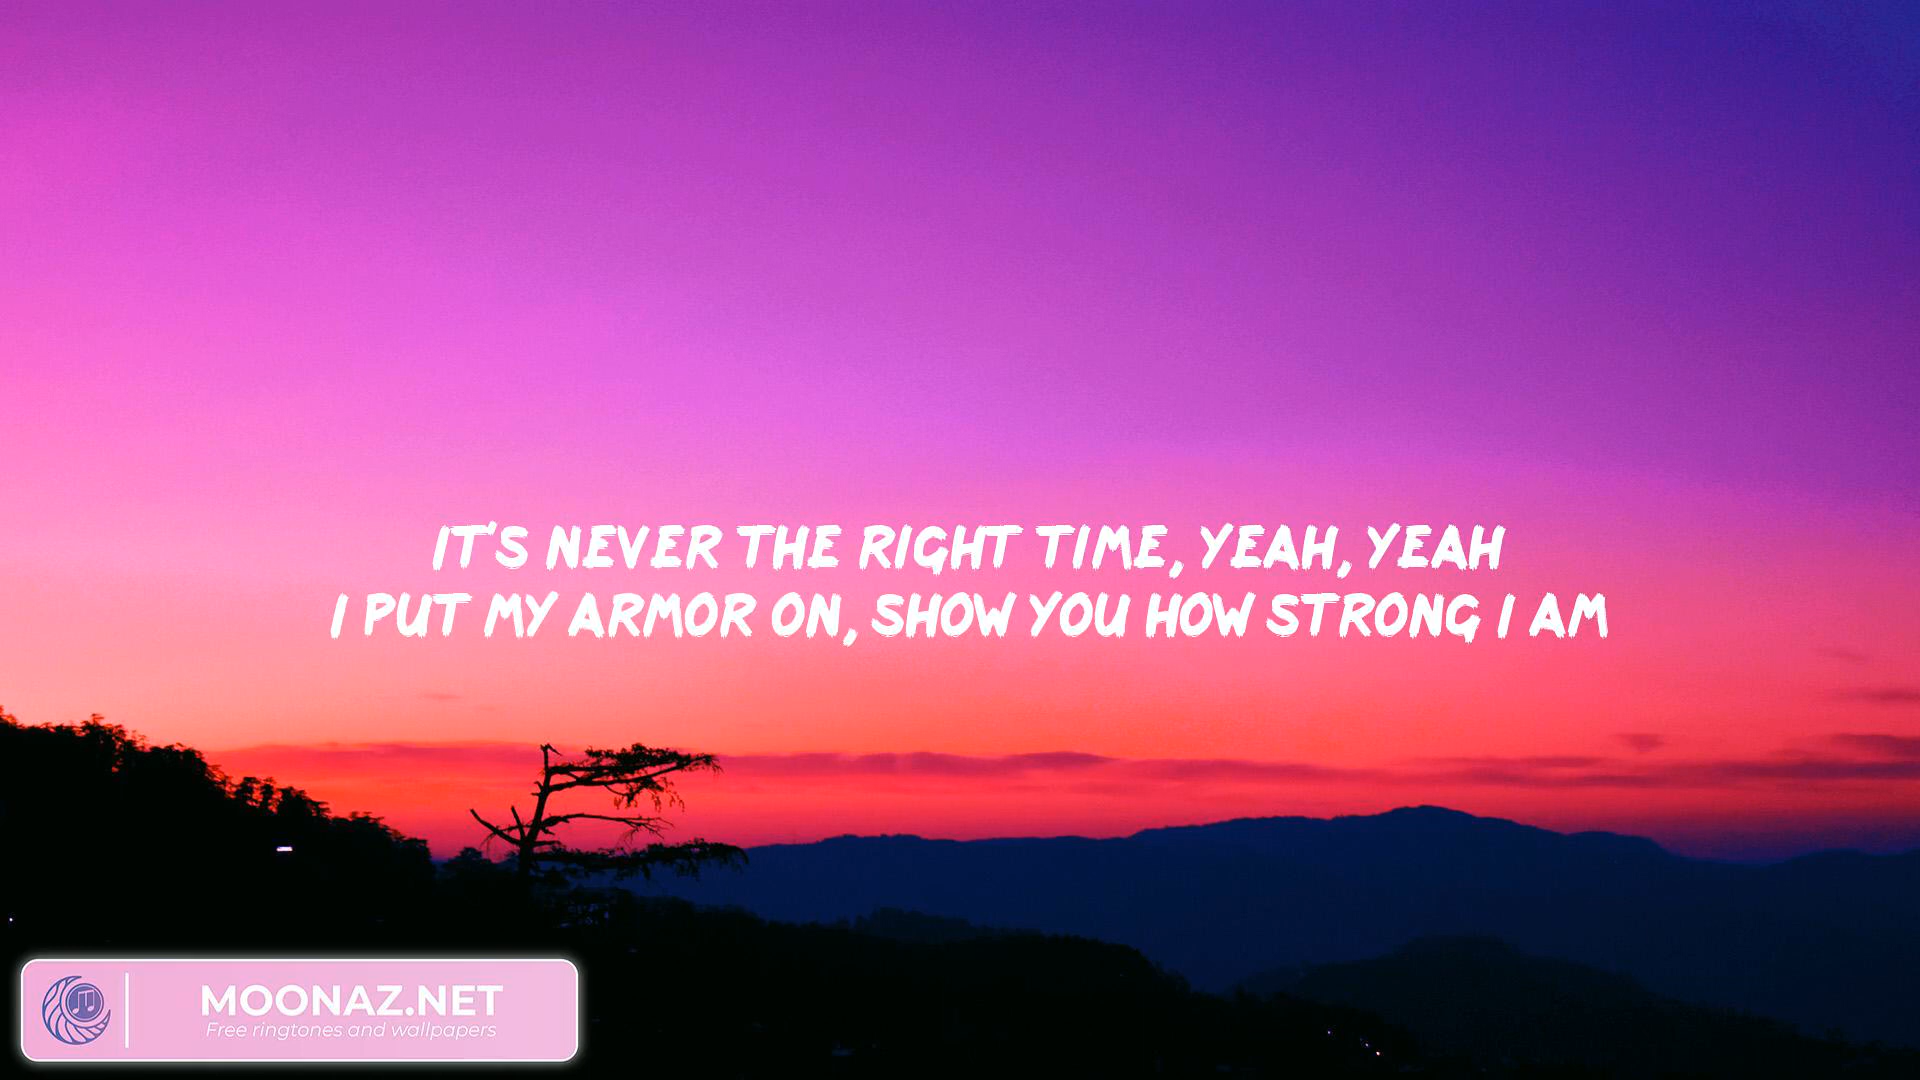 IT'S NEVER THE RIGHT TIME, YEAH, YEAH
I PUT MY ARMOR ON, SHOW YOU HOW STRONG I AM
MOONAZ.NET
Free ringtones and wallpapers